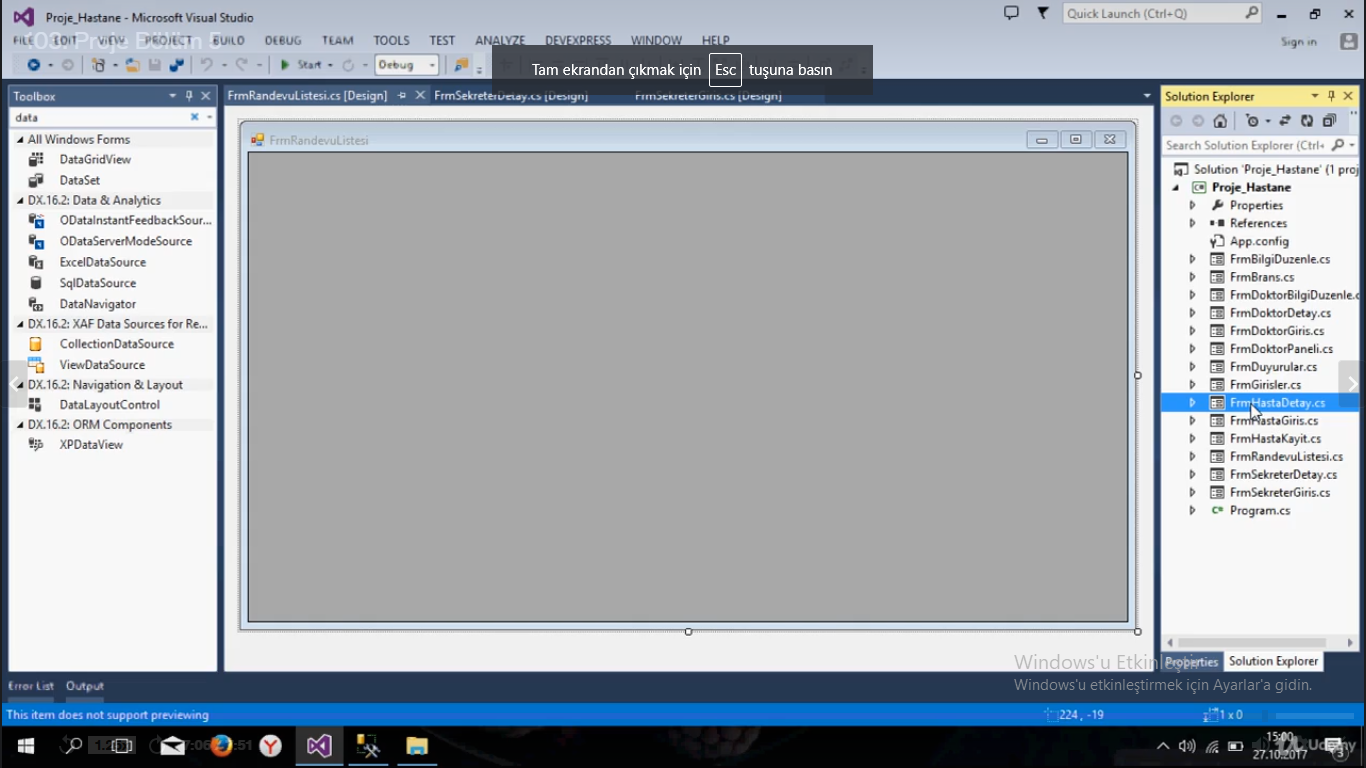 Proje_Hastane - Microsoft Visual Studio
Quick Launch (Ctrl+Q)
FILE EDIT VIEW PROJECT BUILD DEBUG TEAM TOOLS TEST ANALYZE DEVEXPRESS WINDOW HELP
Sign in
Start
Debug
Tam ekrandan çıkmak için Esc tuşuna basın
Toolbox
data
All Windows Forms
DataGridView
DataSet
DX.16.2: Data & Analytics
ODataInstantFeedbackSour...
ODataServerModeSource
ExcelDataSource
SqlDataSource
DataNavigator
DX.16.2: XAF Data Sources for Re...
CollectionDataSource
ViewDataSource
DX.16.2: Navigation & Layout
DataLayoutControl
DX.16.2: ORM Components
XPDataView
FrmRandevuListesi.cs [Design]
FrmSekreterDetay.cs [Design]
FrmSekreterGiris.cs [Design]
FrmRandevuListesi
Solution Explorer
Search Solution Explorer (Ctrl+
Solution 'Proje_Hastane' (1 proj
Proje_Hastane
Properties
References
App.config
FrmBilgiDuzenle.cs
FrmBrans.cs
FrmDoktorBilgiDuzenle.c
FrmDoktorDetay.cs
FrmDoktorGiris.cs
FrmDoktorPaneli.cs
FrmDuyurular.cs
FrmGirisler.cs
FrmHastaDetay.cs
FrmHastaGiris.cs
FrmHastaKayit.cs
FrmRandevuListesi.cs
FrmSekreterDetay.cs
FrmSekreterGiris.cs
C# Program.cs
Properties
Solution Explorer
Windows'u Etkinleştir
Windows'u etkinleştirmek için Ayarlar'a gidin.
Error List Output
This item does not support previewing
224 , -19
1 x 0
15:00
27.10.2017
Udemy
3